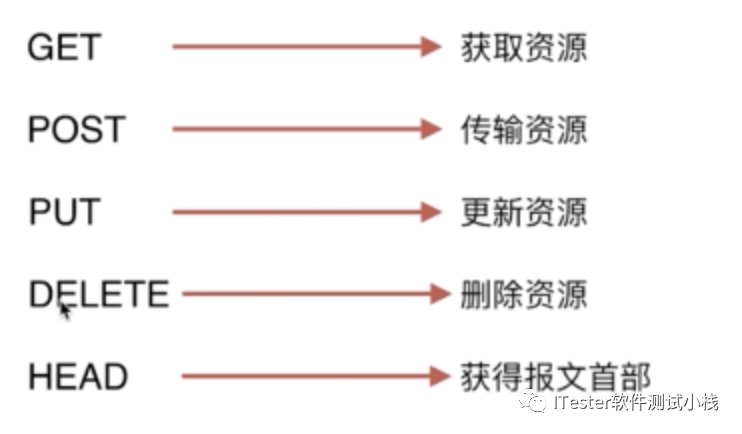 GET 获取资源
POST 传输资源
PUT 更新资源
DELETE 删除资源
HEAD 获得报文首部
ITester软件测试小栈